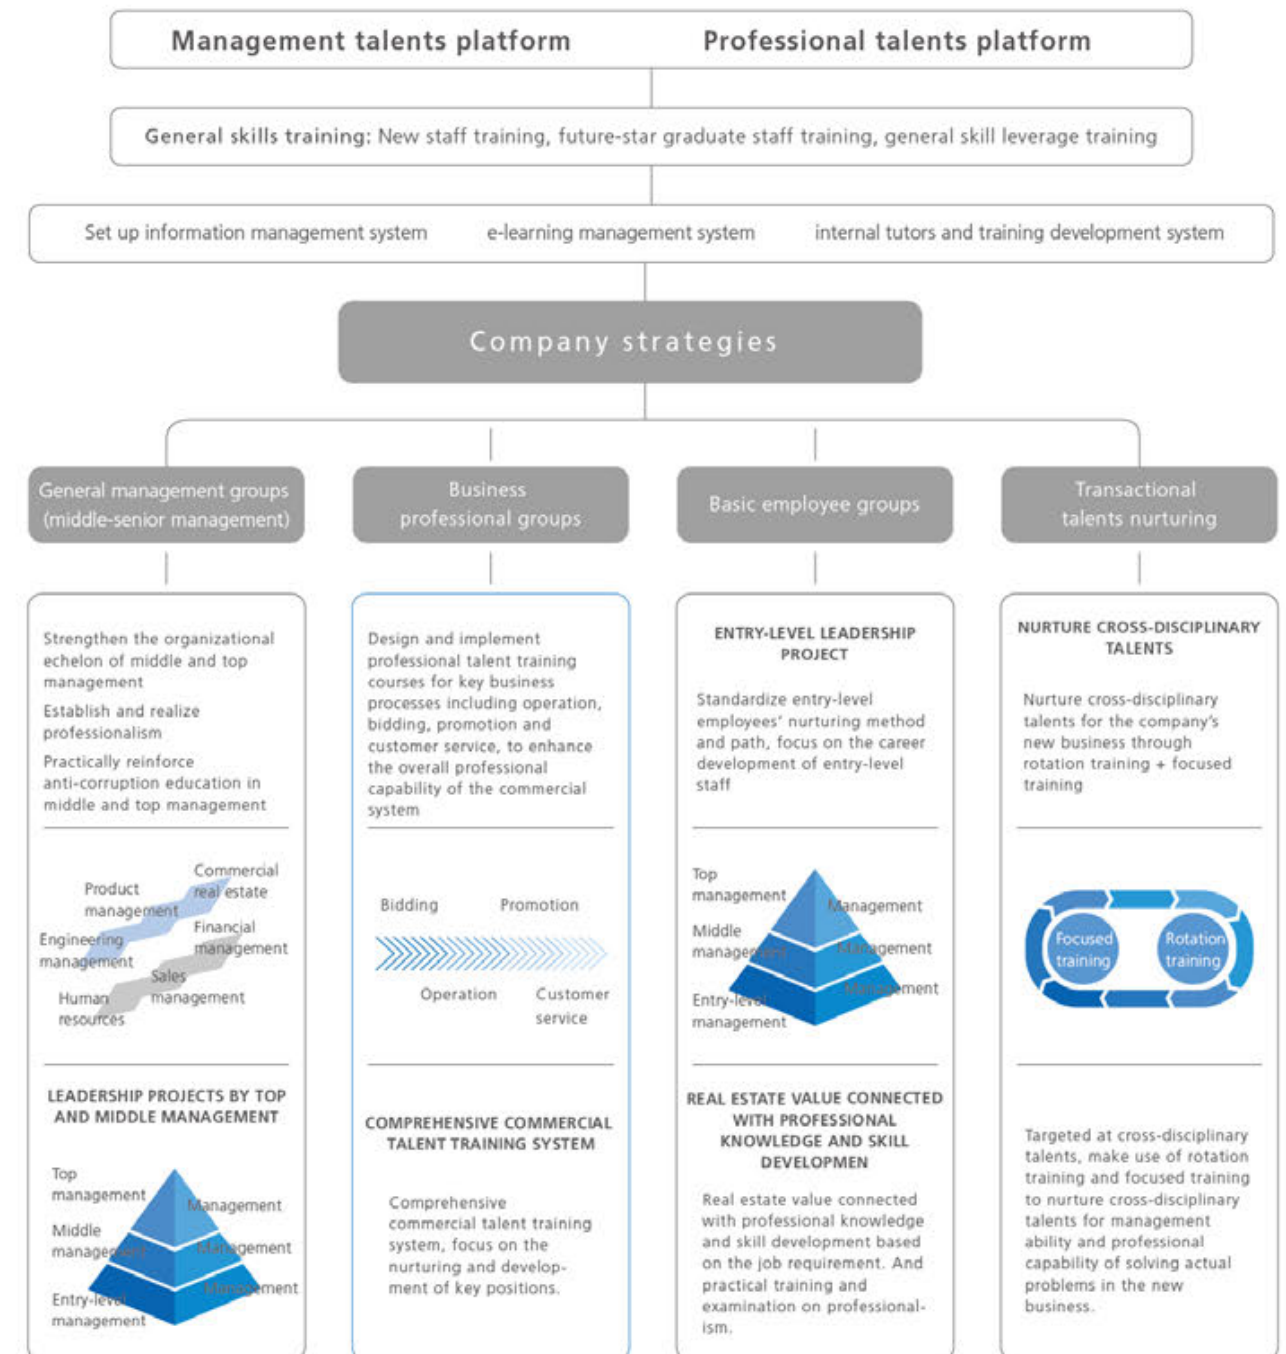 Management talents platform
Professional talents platform
General skills training: New staff training, future-star graduate staff training, general skill leverage training
Set up information management system
e-learning management system
internal tutors and training development system
Company strategies
General management groups
(middle-senior management)
Business
professional groups
Basic employee groups
Transactional
talents nurturing
Strengthen the organizational
echelon of middle and top
management
Establish and realize
professionalism
Practically reinforce
anti-corruption education in
middle and top management
Commercial
real estate
Product
management
Financial
management
Engineering
management
Sales
management
Human
resources
LEADERSHIP PROJECTS BY TOP
AND MIDDLE MANAGEMENT
Top
management
Management
Middle
management
Management
Management
Entry-level
management
Design and implement
professional talent training
courses for key business
processes including operation,
bidding, promotion and
customer service, to enhance
the overall professional
capability of the commercial
system
Bidding
Promotion
Operation
Customer
service
COMPREHENSIVE COMMERCIAL
TALENT TRAINING SYSTEM
Comprehensive
commercial talent training
system, focus on the
nurturing and develop-
ment of key positions.
ENTRY-LEVEL LEADERSHIP
PROJECT
Standardize entry-level
employees' nurturing method
and path, focus on the career
development of entry-level
staff
Top
management
Management
Middle
management
Management
Management
Entry-level
management
REAL ESTATE VALUE CONNECTED
WITH PROFESSIONAL
KNOWLEDGE AND SKILL
DEVELOPMEN
Real estate value connected
with professional knowledge
and skill development based
on the job requirement. And
practical training and
examination on professional-
ism.
NURTURE CROSS-DISCIPLINARY
TALENTS
Nurture cross-disciplinary
talents for the company's
new business through
rotation training + focused
training
Focused
training
Rotation
training
Targeted at cross-disciplinary
talents, make use of rotation
training and focused training
to nurture cross-disciplinary
talents for management
ability and professional
capability of solving actual
problems in the new
business.